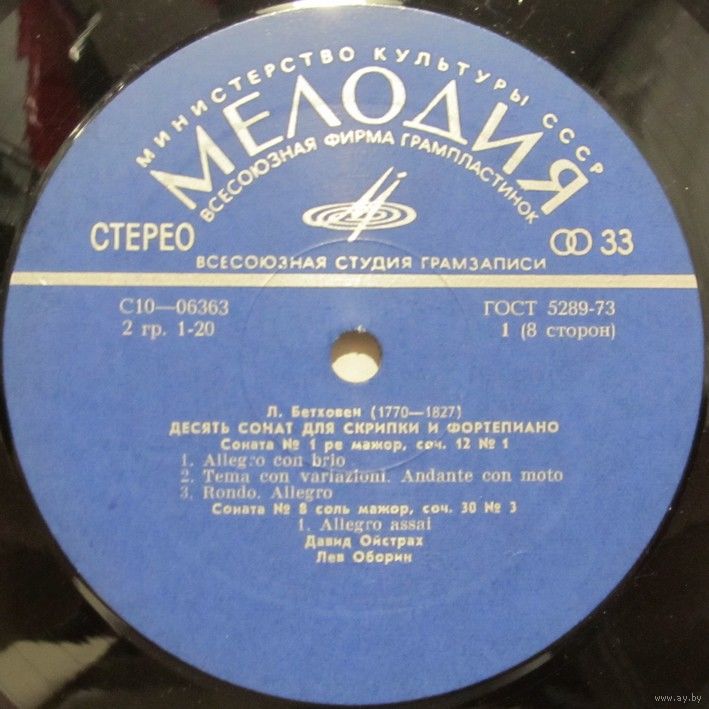 МИНИСТЕРСТВО КУЛЬТУРЫ СССР
МЕЛОДИЯ
ВСЕСОЮЗНАЯ ФИРМА ГРАМПЛАСТИНОК
СТЕРЕО
33
ВСЕСОЮЗНАЯ СТУДИЯ ГРАМЗАПИСИ
С10—06363
ГОСТ 5289-73
2 гр. 1-20
1 (8 сторон)
Л. Бетховен (1770—1827)
ДЕСЯТЬ СОНАТ ДЛЯ СКРИПКИ И ФОРТЕПИАНО
Соната № 1 ре мажор, соч. 12 № 1
1. Allegro con brio
2. Tema con variazioni. Andante con moto
3. Rondo. Allegro
Соната № 8 соль мажор, соч. 30 № 3
1. Allegro assai
Давид Ойстрах
Лев Оборин
www.ay.by